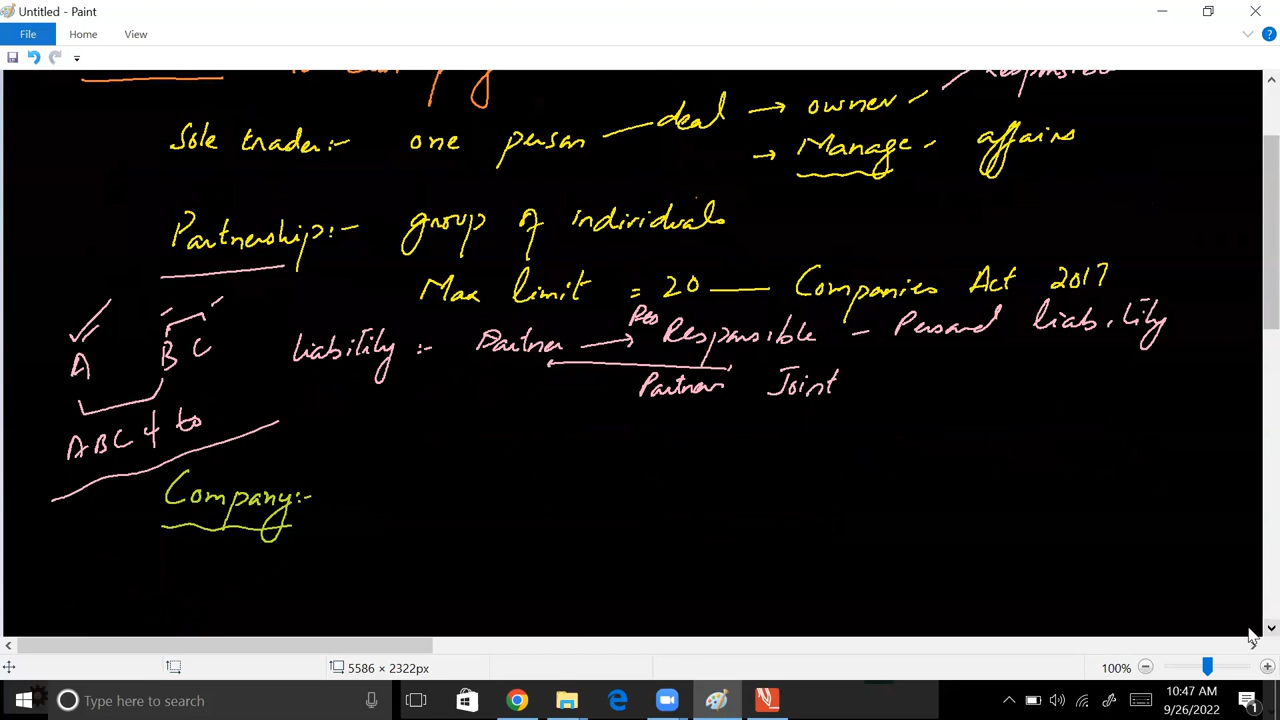 Untitled - Paint
File Home View
Sole trader:- one person deal → owner
→ Manage - affairs
Partnership:- group of individuals
Max limit = 20 — Companies Act 2017
Liability :- Partner → Responsible - Personal liability
Partner Joint
A B C
ABC & Co
Company:-
5586 × 2322px
100%
Type here to search
10:47 AM
9/26/2022
1